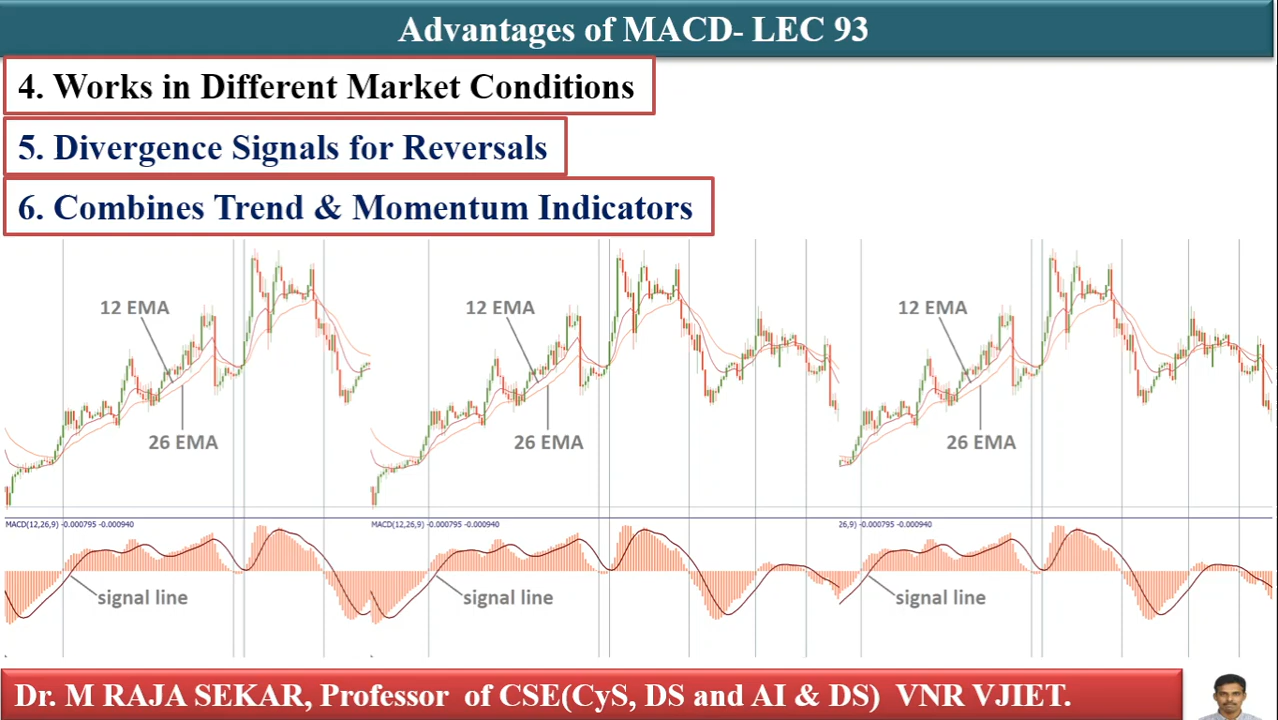 Advantages of MACD- LEC 93
4. Works in Different Market Conditions
5. Divergence Signals for Reversals
6. Combines Trend & Momentum Indicators
12 EMA
12 EMA
12 EMA
26 EMA
26 EMA
26 EMA
MACD(12,26,9) -0.000795 -0.000940
MACD(12,26,9) -0.000795 -0.000940
26,9) -0.000795 -0.000940
signal line
signal line
signal line
Dr. M RAJA SEKAR, Professor of CSE(CyS, DS and AI & DS) VNR VJIET.